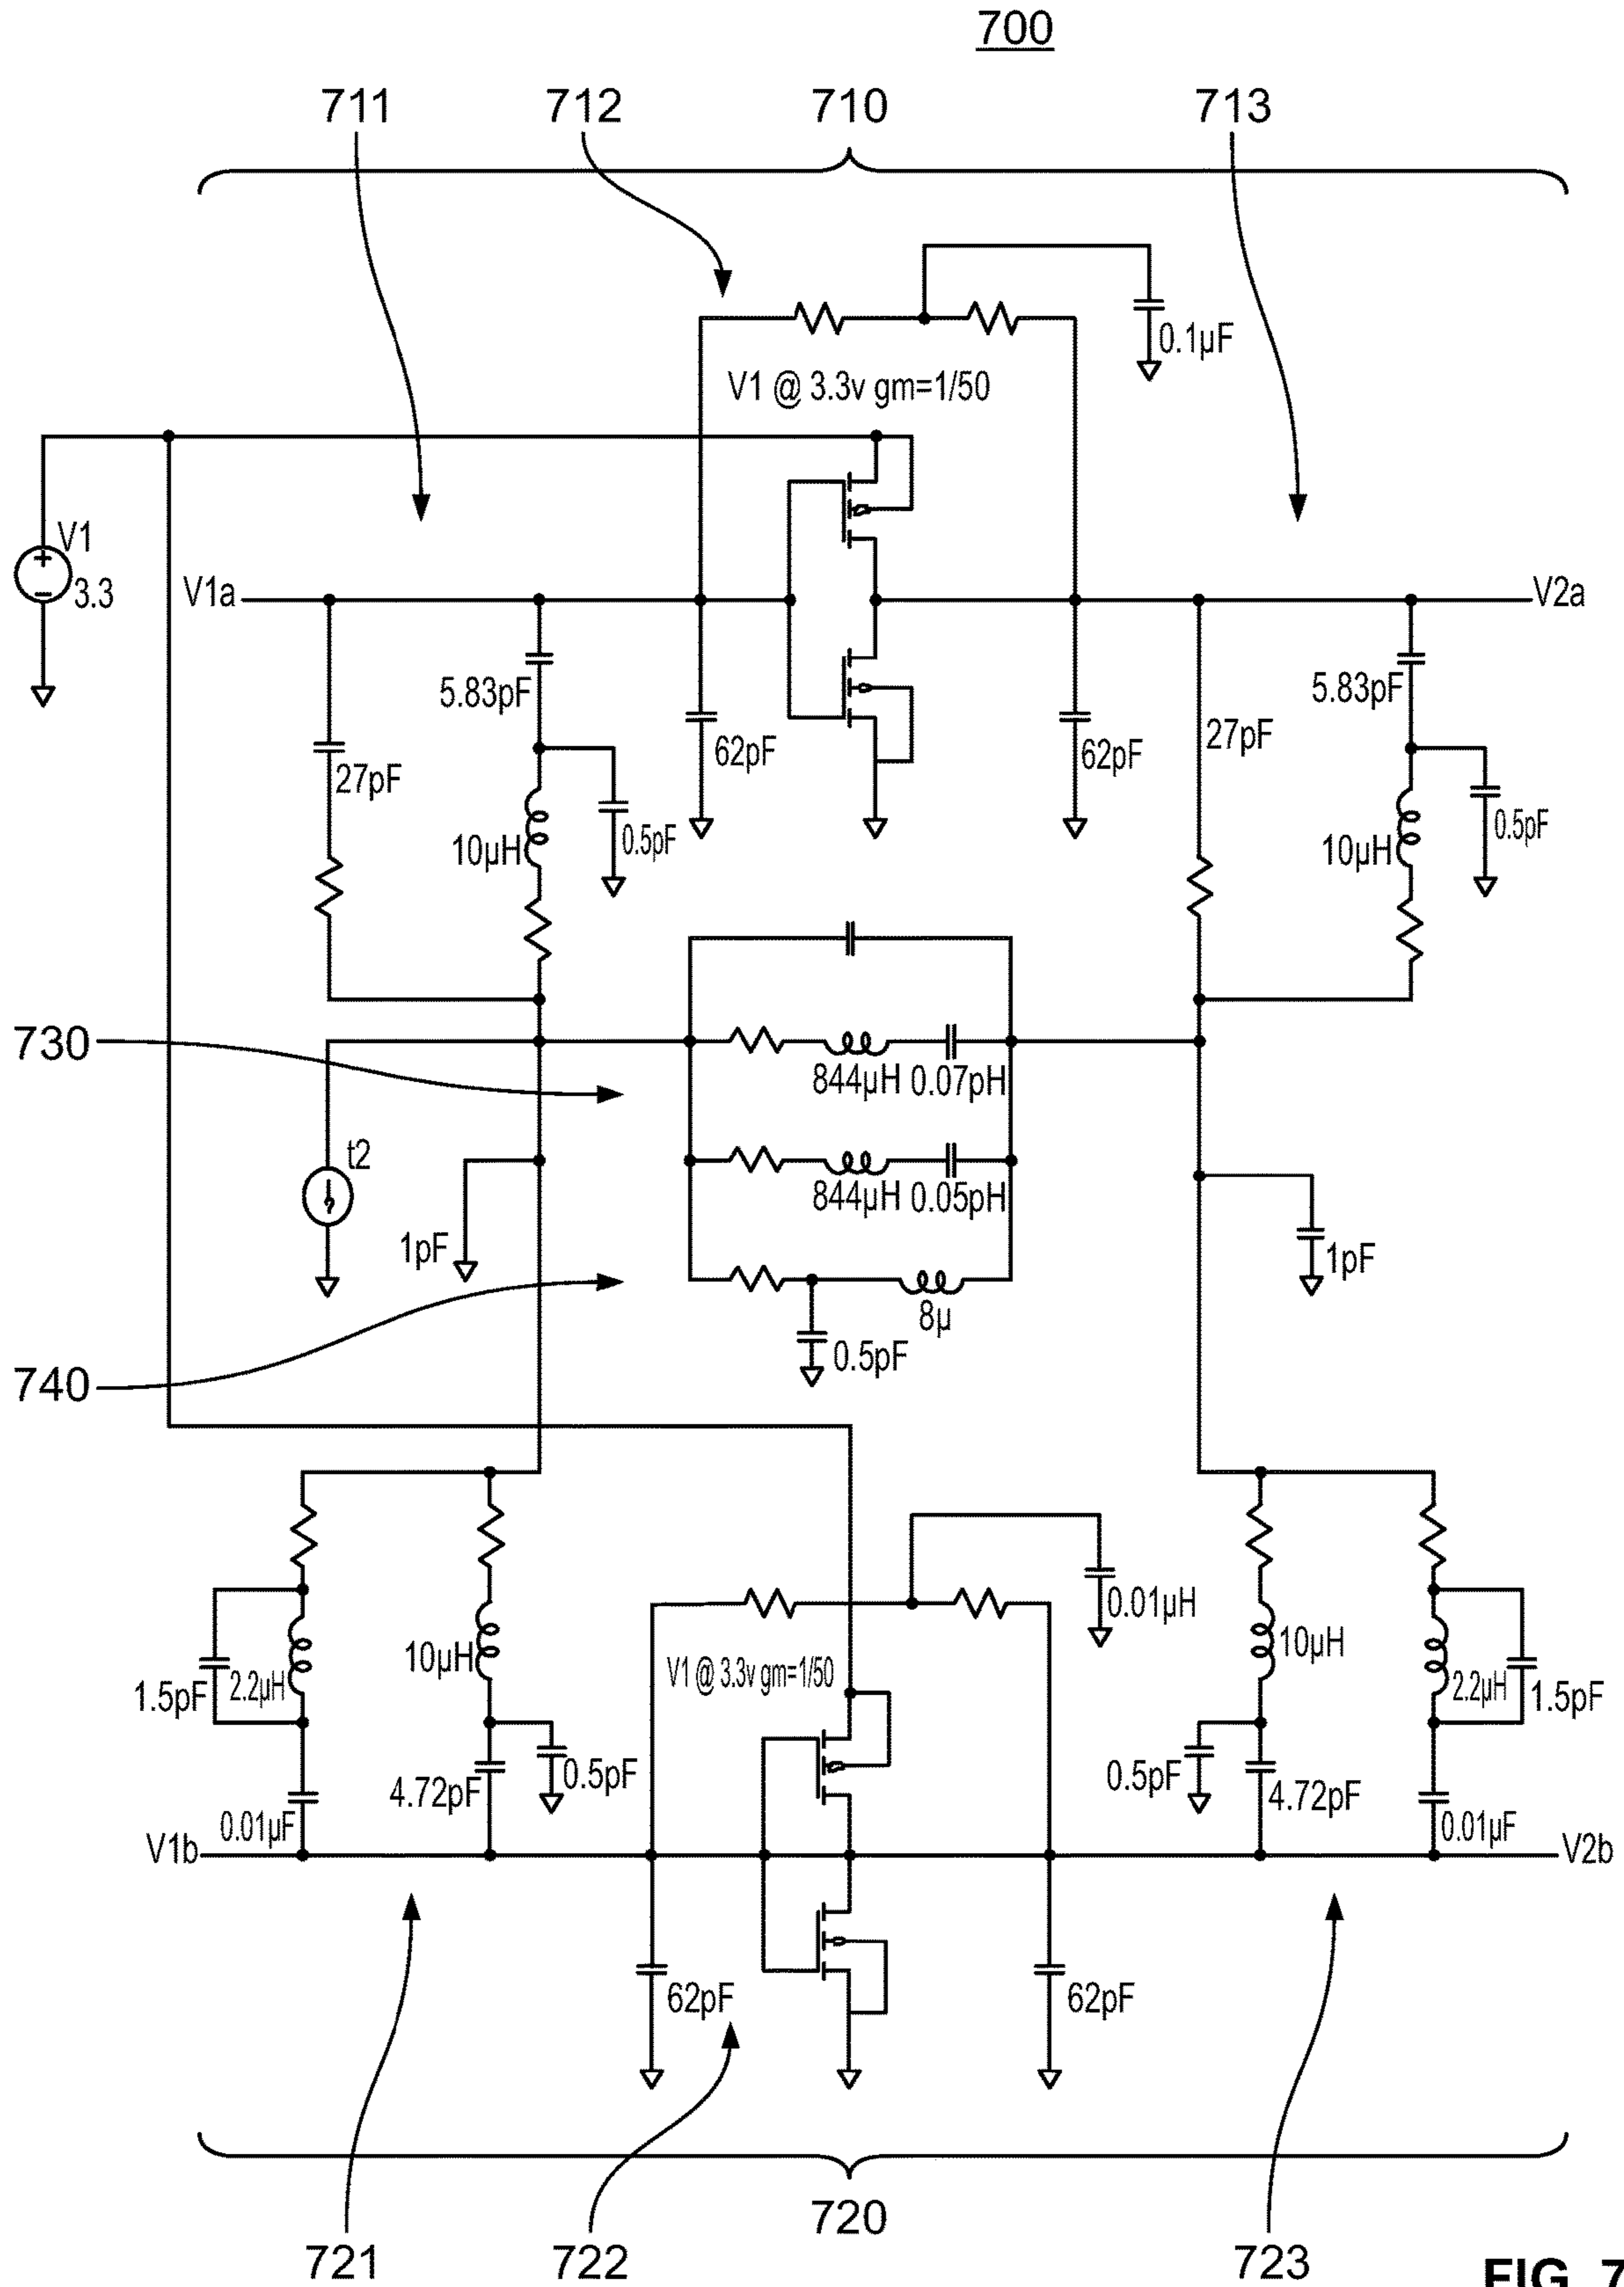 700
711
712
710
713
0.1µF
V1 @ 3.3v gm=1/50
V1
3.3
V1a
V2a
5.83pF
5.83pF
27pF
62pF
62pF
27pF
10µH
0.5pF
10µH
0.5pF
730
844µH 0.07pH
t2
844µH 0.05pH
1pF
1pF
8µ
0.5pF
740
0.01µH
10µH
V1 @ 3.3v gm=1/50
10µH
1.5pF
2.2µH
2.2µH
1.5pF
4.72pF
0.5pF
0.5pF
4.72pF
0.01µF
0.01µF
V1b
V2b
62pF
62pF
720
721
722
723
FIG. 7